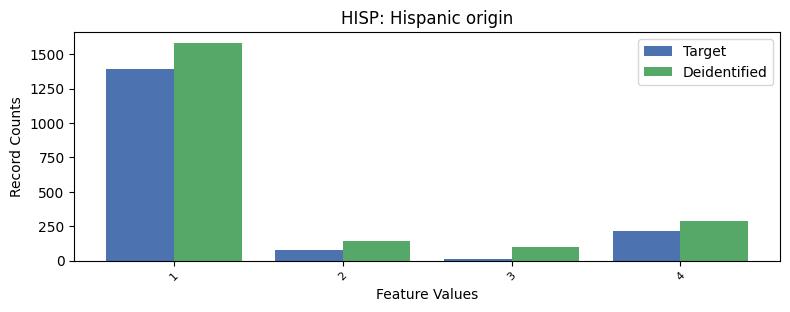 HISP: Hispanic origin
Target
Deidentified
Record Counts
1500
1250
1000
750
500
250
0
1 2 3 4
Feature Values